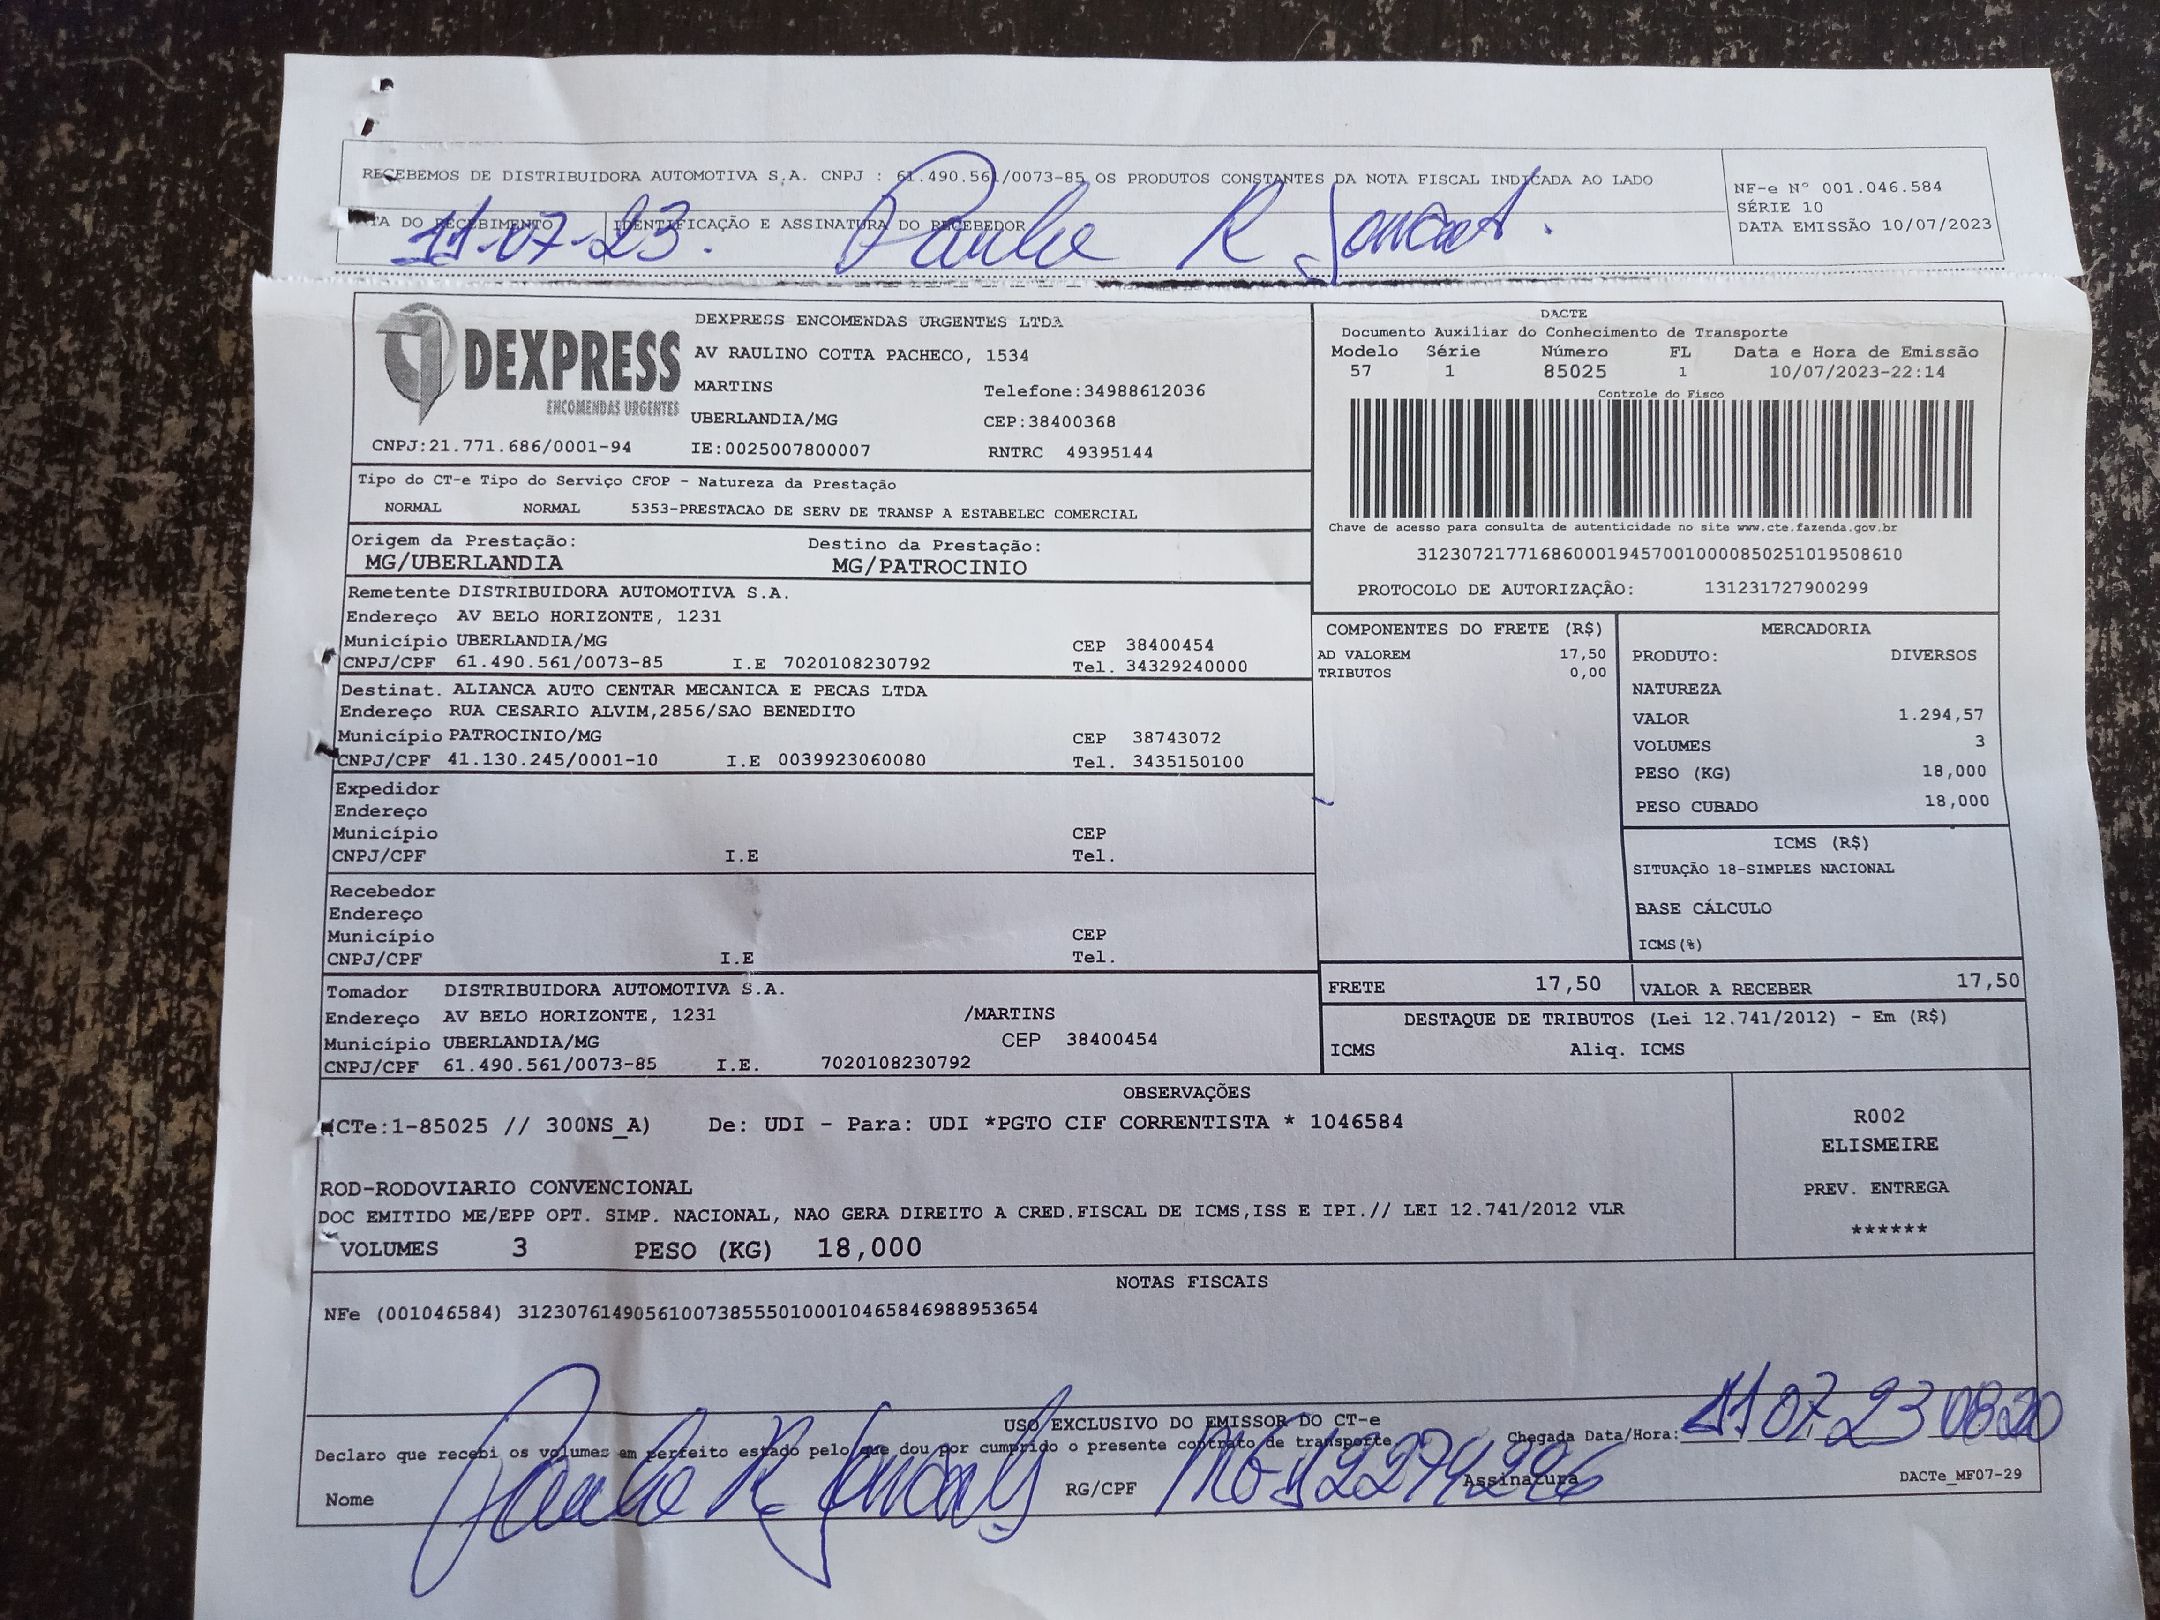 RECEBEMOS DE DISTRIBUIDORA AUTOMOTIVA S.A. CNPJ : 61.490.561/0073-85 OS PRODUTOS CONSTANTES DA NOTA FISCAL INDICADA AO LADO
NF-e Nº 001.046.584
SÉRIE 10
DATA EMISSÃO 10/07/2023
TA DO RECEBIMENTO IDENTIFICAÇÃO E ASSINATURA DO RECEBEDOR
11-07-23.
DEXPRESS
ENCOMENDAS URGENTES
DEXPRESS ENCOMENDAS URGENTES LTDA
AV RAULINO COTTA PACHECO, 1534
MARTINS Telefone:34988612036
UBERLANDIA/MG CEP:38400368
CNPJ:21.771.686/0001-94 IE:0025007800007 RNTRC 49395144
DACTE
Documento Auxiliar do Conhecimento de Transporte
Modelo Série Número FL Data e Hora de Emissão
57 1 85025 1 10/07/2023-22:14
Controle do Fisco
Chave de acesso para consulta de autenticidade no site www.cte.fazenda.gov.br
31230721771686000194570010000850251019508610
PROTOCOLO DE AUTORIZAÇÃO: 131231727900299
Tipo do CT-e Tipo do Serviço CFOP - Natureza da Prestação
NORMAL NORMAL 5353-PRESTACAO DE SERV DE TRANSP A ESTABELEC COMERCIAL
Origem da Prestação: Destino da Prestação:
MG/UBERLANDIA MG/PATROCINIO
Remetente DISTRIBUIDORA AUTOMOTIVA S.A.
Endereço AV BELO HORIZONTE, 1231
Município UBERLANDIA/MG CEP 38400454
CNPJ/CPF 61.490.561/0073-85 I.E 7020108230792 Tel. 34329240000
Destinat. ALIANCA AUTO CENTAR MECANICA E PECAS LTDA
Endereço RUA CESARIO ALVIM,2856/SAO BENEDITO
Município PATROCINIO/MG CEP 38743072
CNPJ/CPF 41.130.245/0001-10 I.E 0039923060080 Tel. 3435150100
Expedidor
Endereço
Município CEP
CNPJ/CPF I.E Tel.
Recebedor
Endereço
Município CEP
CNPJ/CPF I.E Tel.
Tomador DISTRIBUIDORA AUTOMOTIVA S.A.
Endereço AV BELO HORIZONTE, 1231 /MARTINS
Município UBERLANDIA/MG CEP 38400454
CNPJ/CPF 61.490.561/0073-85 I.E. 7020108230792
COMPONENTES DO FRETE (R$)
AD VALOREM 17,50
TRIBUTOS 0,00
MERCADORIA
PRODUTO: DIVERSOS
NATUREZA
VALOR 1.294,57
VOLUMES 3
PESO (KG) 18,000
PESO CUBADO 18,000
ICMS (R$)
SITUAÇÃO 18-SIMPLES NACIONAL
BASE CÁLCULO
ICMS(%)
FRETE 17,50 VALOR A RECEBER 17,50
DESTAQUE DE TRIBUTOS (Lei 12.741/2012) - Em (R$)
ICMS Aliq. ICMS
OBSERVAÇÕES
(CTe:1-85025 // 300NS_A) De: UDI - Para: UDI *PGTO CIF CORRENTISTA * 1046584
ROD-RODOVIARIO CONVENCIONAL
DOC EMITIDO ME/EPP OPT. SIMP. NACIONAL, NAO GERA DIREITO A CRED.FISCAL DE ICMS,ISS E IPI.// LEI 12.741/2012 VLR
VOLUMES 3 PESO (KG) 18,000
R002
ELISMEIRE
PREV. ENTREGA
******
NOTAS FISCAIS
NFe (001046584) 31230761490561007385550100010465846988953654
USO EXCLUSIVO DO EMISSOR DO CT-e
Declaro que recebi os volumes em perfeito estado pelo que dou por cumprido o presente contrato de transporte
Chegada Data/Hora: 11 07 23 0820
Nome RG/CPF Assinatura DACTe_MF07-29